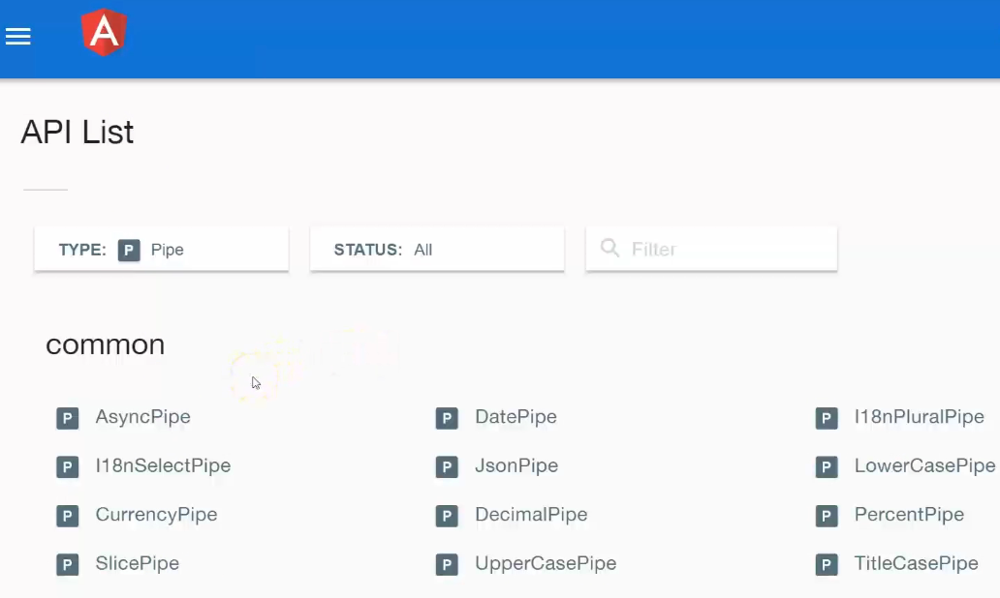 A
API List
TYPE: P Pipe STATUS: All Filter
common
P AsyncPipe P DatePipe P I18nPluralPipe
P I18nSelectPipe P JsonPipe P LowerCasePipe
P CurrencyPipe P DecimalPipe P PercentPipe
P SlicePipe P UpperCasePipe P TitleCasePipe